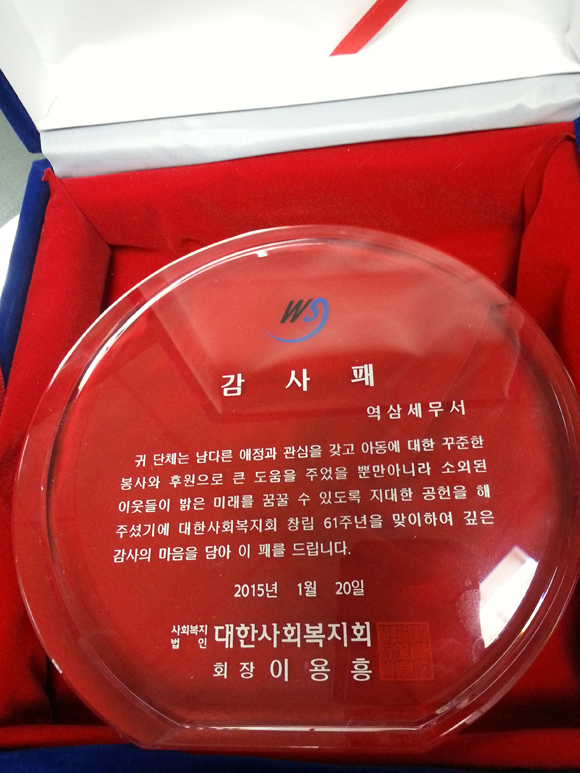 WS
감 사 패
역삼세무서
귀 단체는 남다른 애정과 관심을 갖고 아동에 대한 꾸준한
봉사와 후원으로 큰 도움을 주었을 뿐만아니라 소외된
이웃들이 밝은 미래를 꿈꿀 수 있도록 지대한 공헌을 해
주셨기에 대한사회복지회 창립 61주년을 맞이하여 깊은
감사의 마음을 담아 이 패를 드립니다.
2015년 1월 20일
사회복지
법 인 대한사회복지회
회 장 이 용 흥